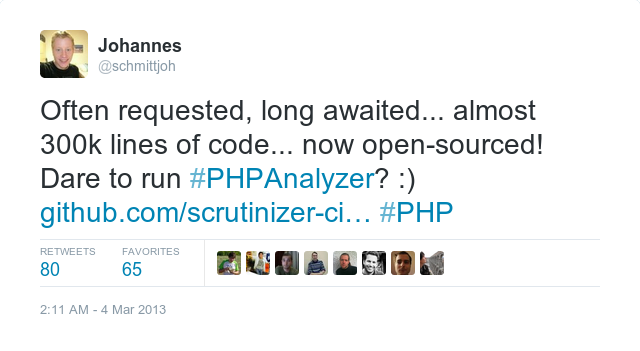 Johannes
@schmittjoh
Often requested, long awaited... almost
300k lines of code... now open-sourced!
Dare to run #PHPAnalyzer? :)
github.com/scrutinizer-ci… #PHP
RETWEETS FAVORITES
80 65
2:11 AM - 4 Mar 2013